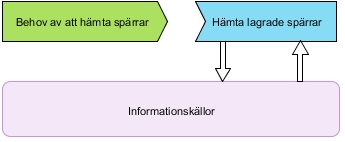 Behov av att hämta spärrar
Hämta lagrade spärrar
Informationskällor